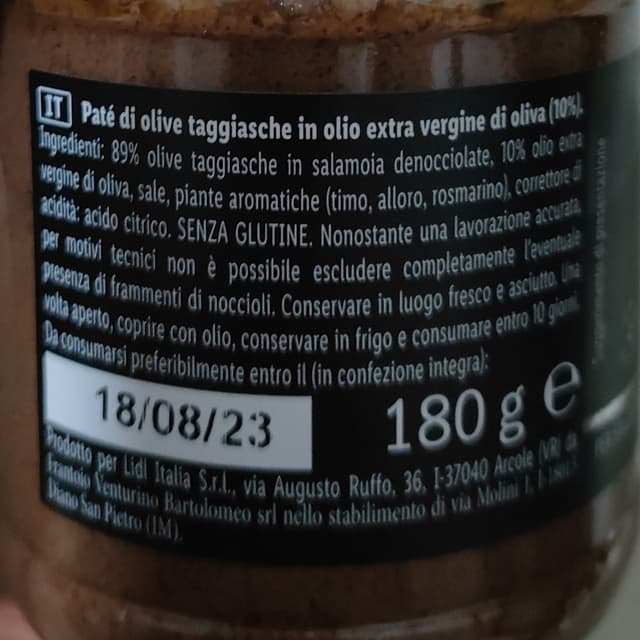 IT Paté di olive taggiasche in olio extra vergine di oliva (10%).
Ingredienti: 89% olive taggiasche in salamoia denocciolate, 10% olio extra
vergine di oliva, sale, piante aromatiche (timo, alloro, rosmarino), correttore di
acidità: acido citrico. SENZA GLUTINE. Nonostante una lavorazione accurata,
per motivi tecnici non è possibile escludere completamente l'eventuale
presenza di frammenti di noccioli. Conservare in luogo fresco e asciutto. Una
volta aperto, coprire con olio, conservare in frigo e consumare entro 10 giorni.
Da consumarsi preferibilmente entro il (in confezione integra):
18/08/23
180 g e
Prodotto per Lidl Italia S.r.l., via Augusto Ruffo, 36, I-37040 Arcole (VR) da
Frantoio Venturino Bartolomeo srl nello stabilimento di via Molini
Diano San Pietro (IM).